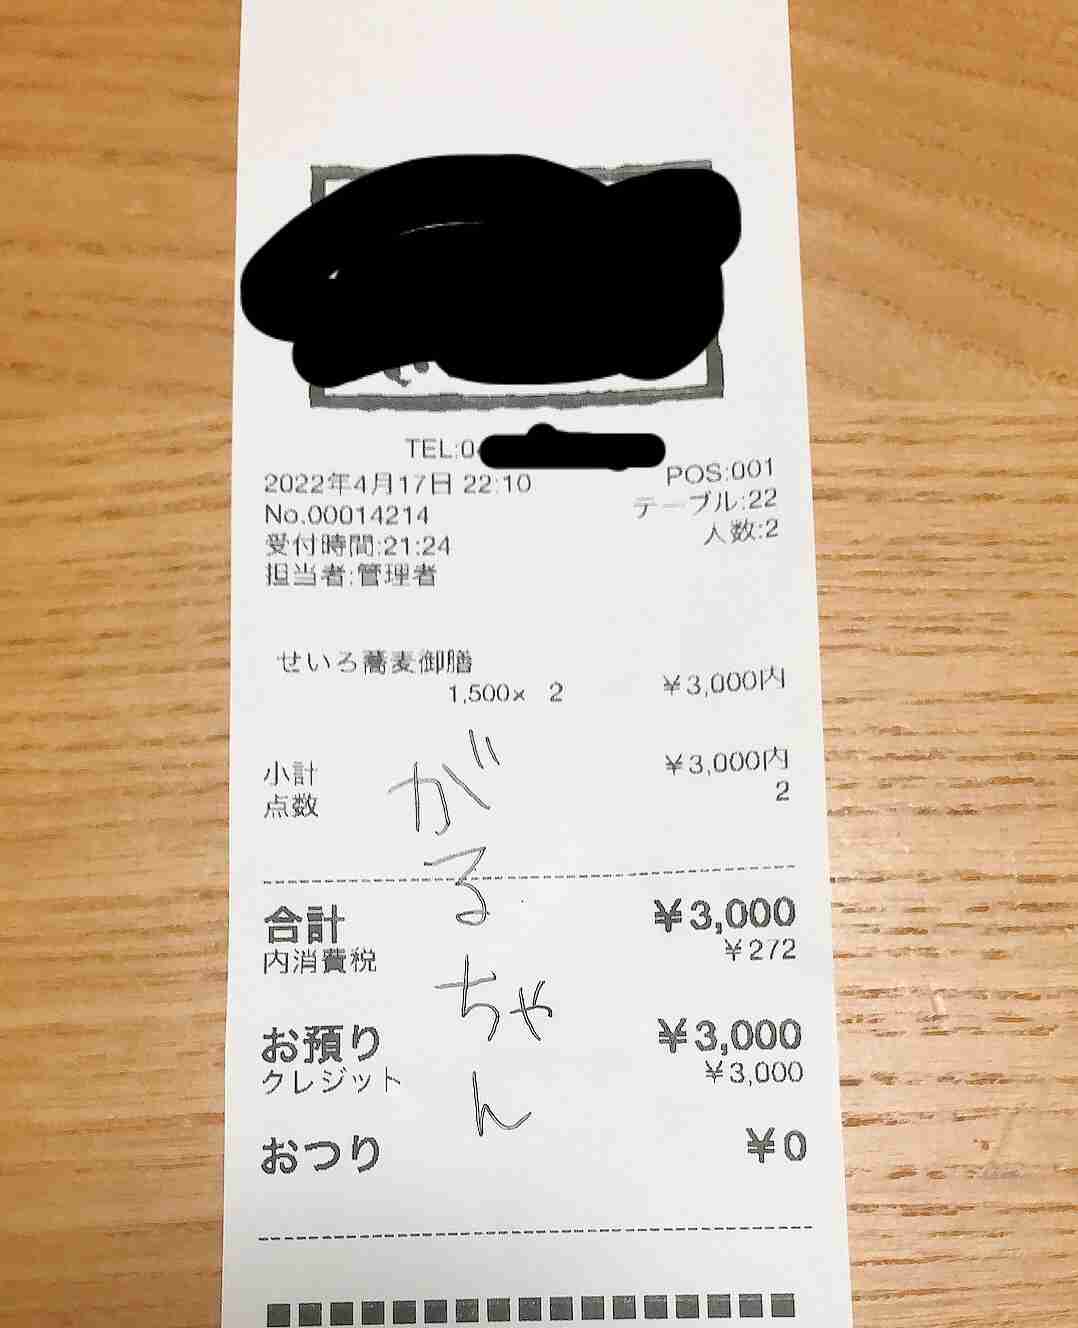 TEL:0
2022年4月17日 22:10 POS:001
No.00014214 テーブル:22
受付時間:21:24 人数:2
担当者:管理者
せいろ蕎麦御膳
1,500× 2 ¥3,000内
小計 ¥3,000内
点数 2
合計 ¥3,000
内消費税 ¥272
お預り ¥3,000
クレジット ¥3,000
おつり ¥0
がるちゃん